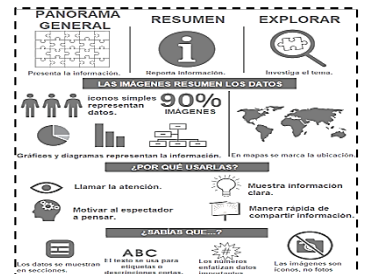 PANORAMA
GENERAL
Presenta la información.
RESUMEN
Reporta información.
EXPLORAR
Investiga el tema.
LAS IMÁGENES RESUMEN LOS DATOS
iconos simples
representan
datos.
90%
IMÁGENES
Gráficos y diagramas representan la información.
En mapas se marca la ubicación.
¿POR QUÉ USARLAS?
Llamar la atención.
Muestra información
clara.
Motivar al espectador
a pensar.
Manera rápida de
compartir información.
¿SABÍAS QUE...?
Los datos se muestran
en secciones.
ABC
El texto se usa para
etiquetas o
descripciones cortas.
#
Los números
enfatizan datos
importantes.
Las imágenes son
íconos, no fotos